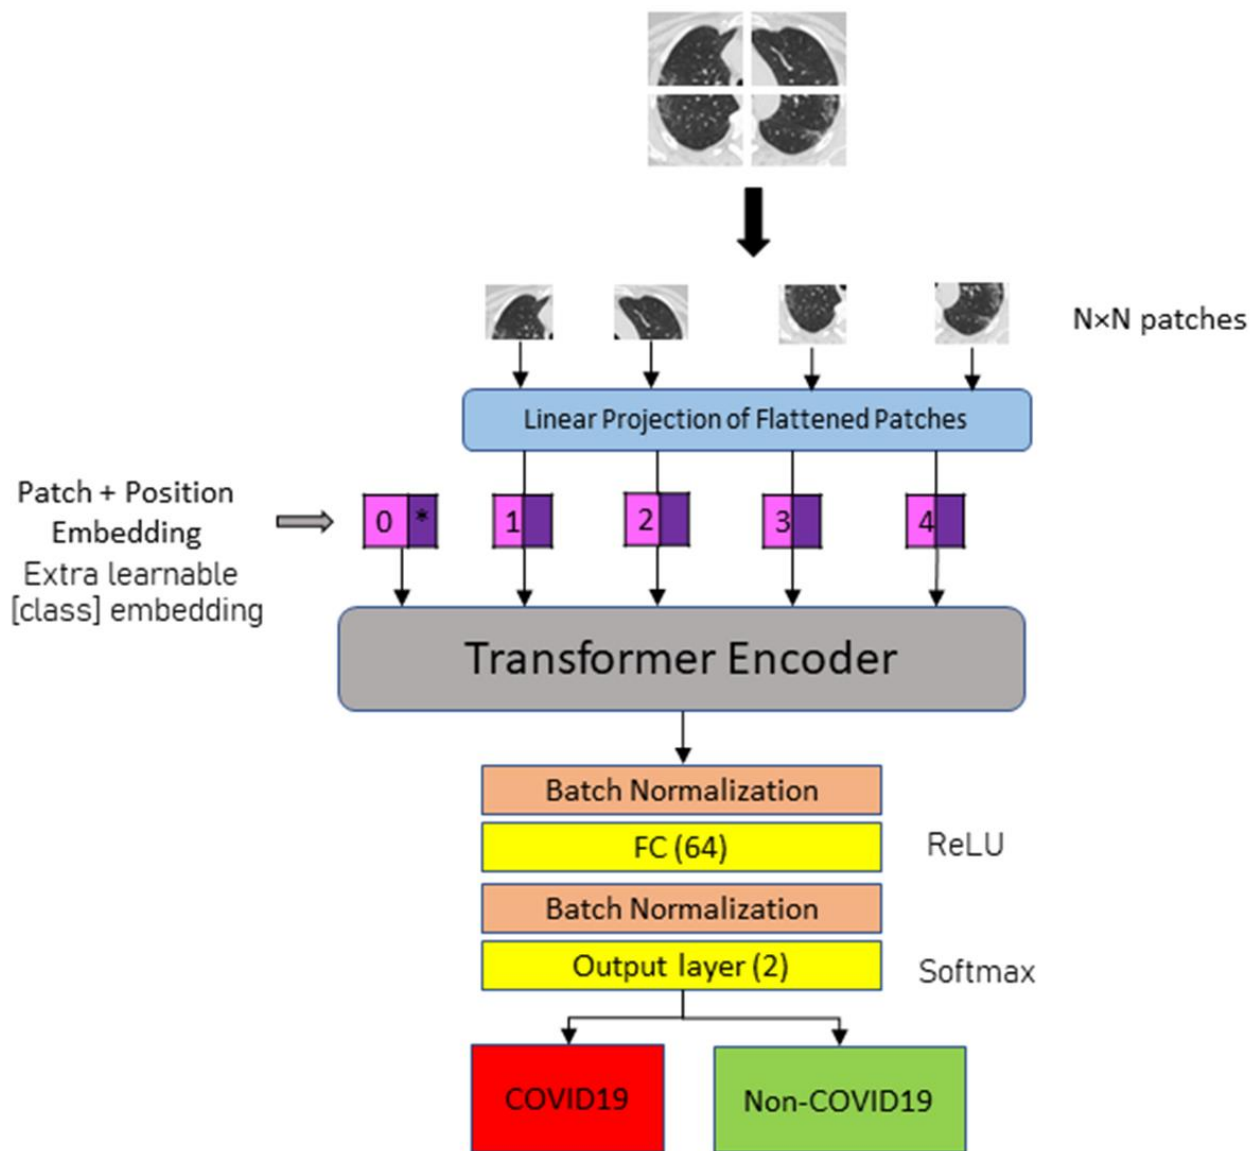 N×N patches
Linear Projection of Flattened Patches
Patch + Position
Embedding
Extra learnable
[class] embedding
0 *
1
2
3
4
Transformer Encoder
Batch Normalization
FC (64)
ReLU
Batch Normalization
Output layer (2)
Softmax
COVID19
Non-COVID19